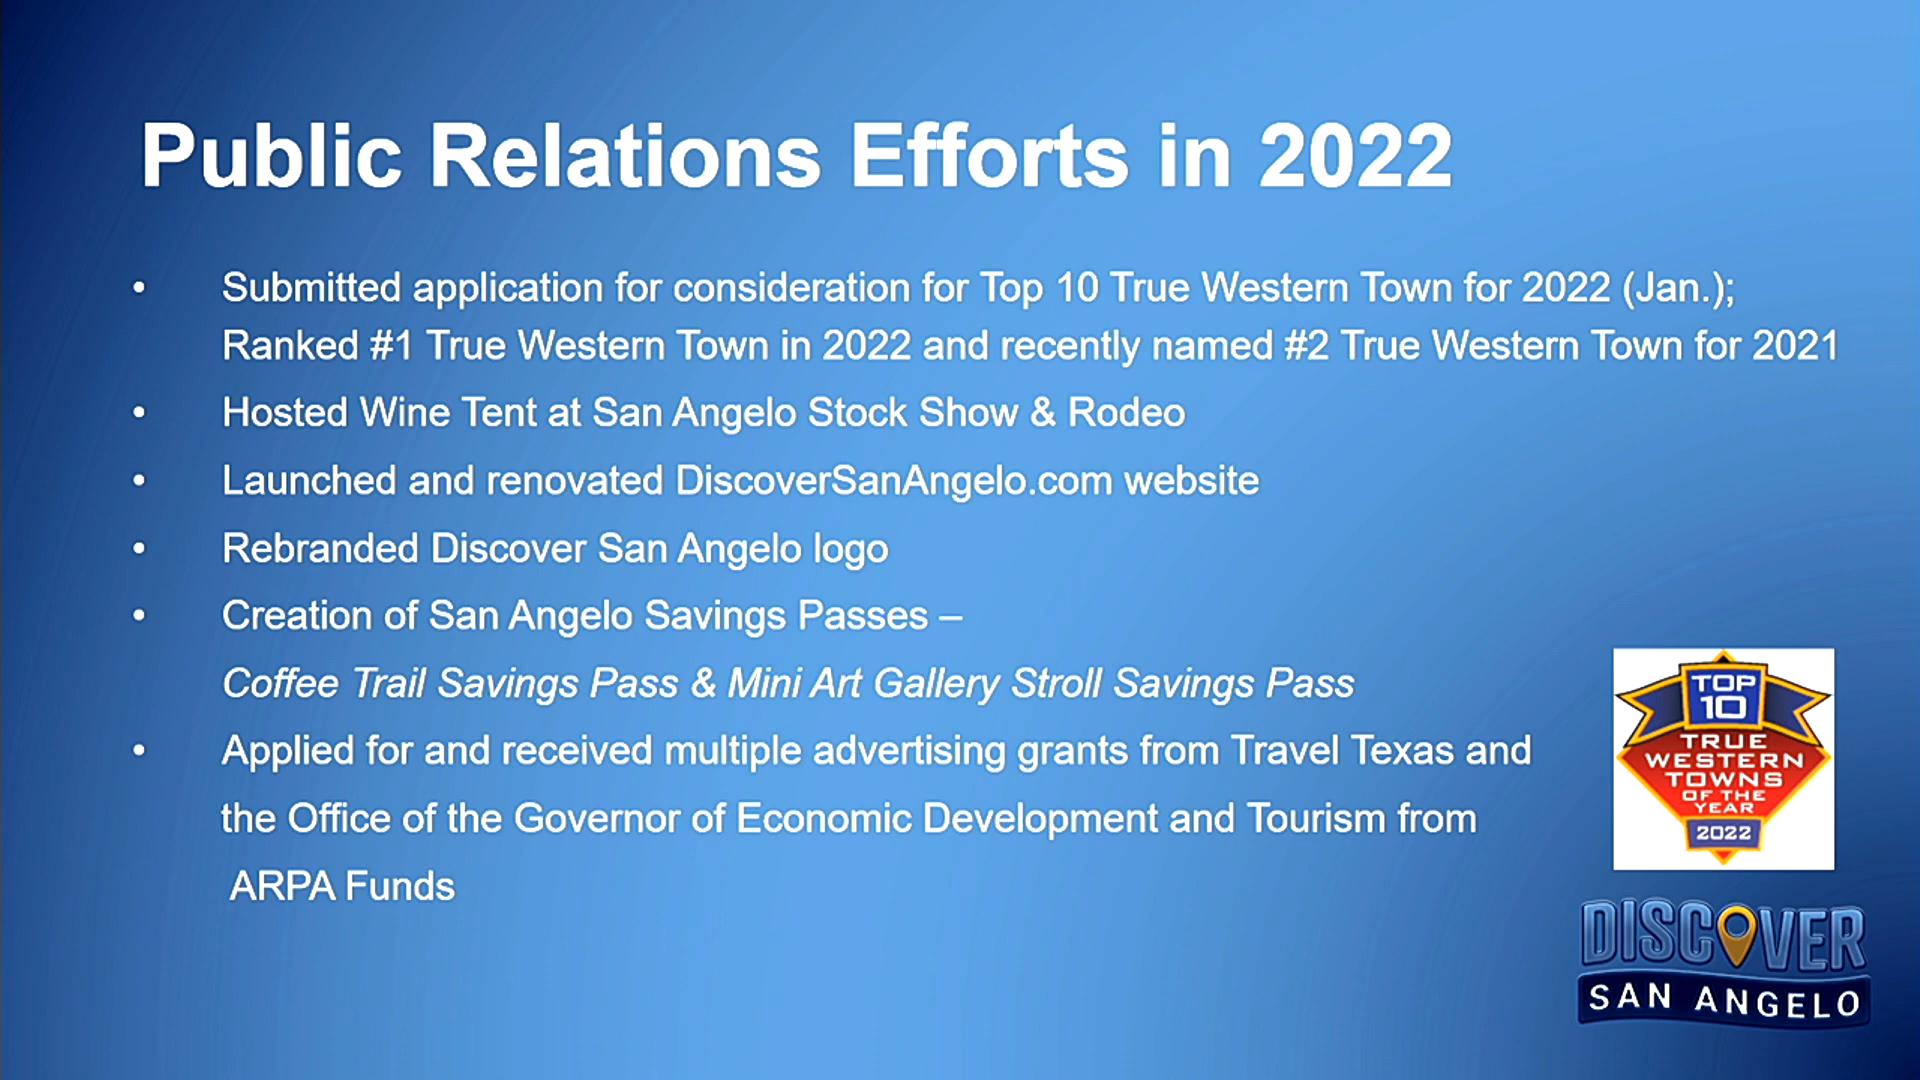 Public Relations Efforts in 2022
• Submitted application for consideration for Top 10 True Western Town for 2022 (Jan.);
Ranked #1 True Western Town in 2022 and recently named #2 True Western Town for 2021
• Hosted Wine Tent at San Angelo Stock Show & Rodeo
• Launched and renovated DiscoverSanAngelo.com website
• Rebranded Discover San Angelo logo
• Creation of San Angelo Savings Passes –
Coffee Trail Savings Pass & Mini Art Gallery Stroll Savings Pass
• Applied for and received multiple advertising grants from Travel Texas and
the Office of the Governor of Economic Development and Tourism from
ARPA Funds
TOP
10
TRUE
WESTERN
TOWNS
OF THE
YEAR
2022
DISCOVER
SAN ANGELO